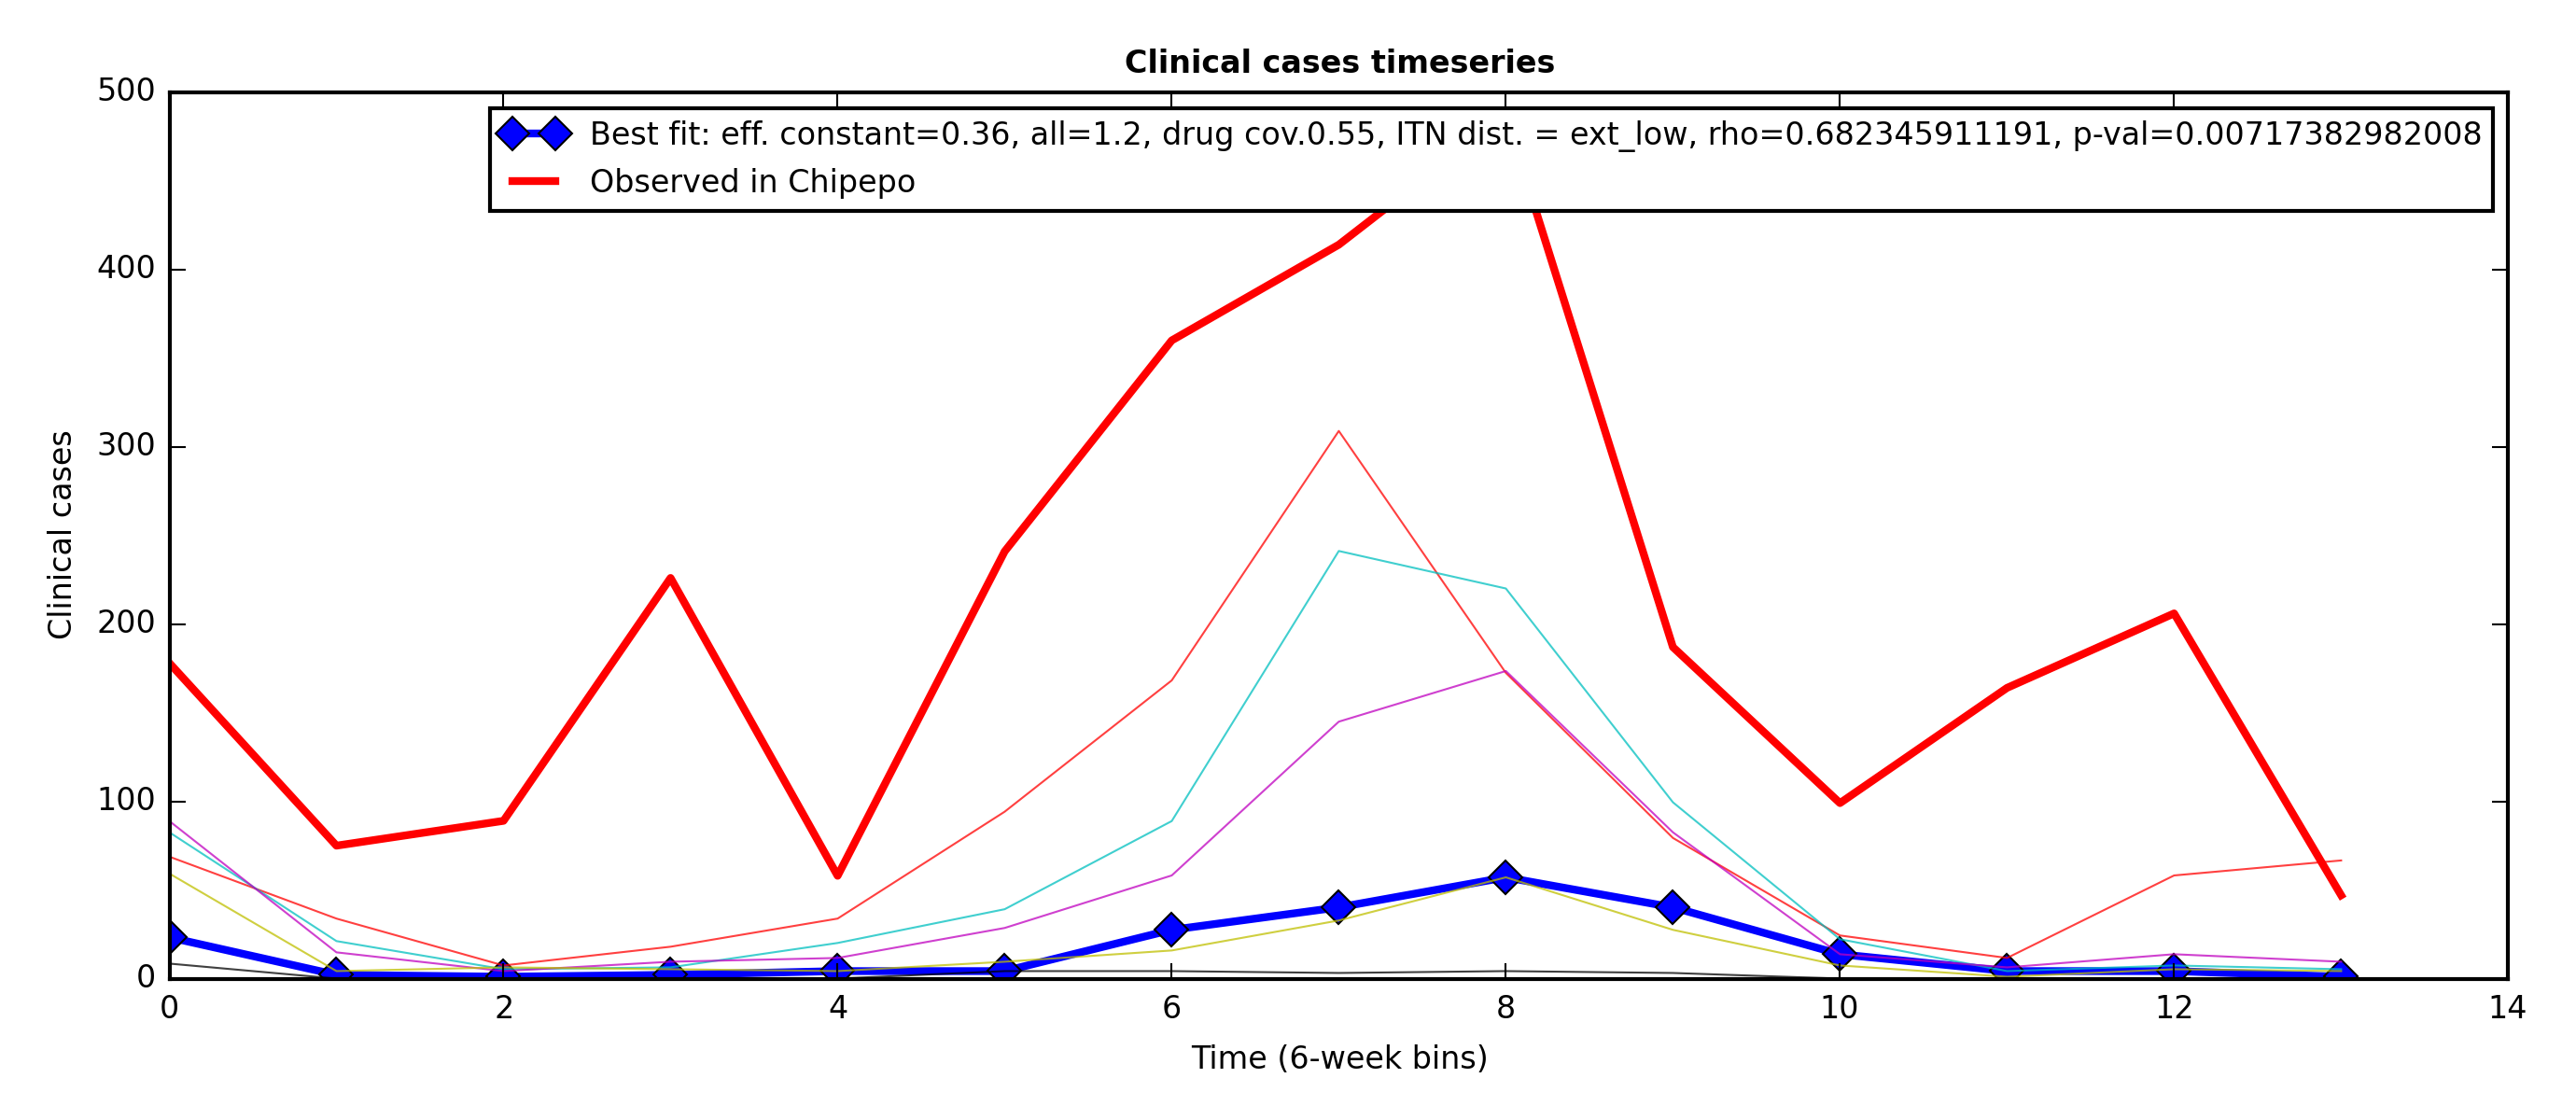 Clinical cases timeseries
500
400
300
200
100
0
Clinical cases
Best fit: eff. constant=0.36, all=1.2, drug cov.0.55, ITN dist. = ext_low, rho=0.682345911191, p-val=0.00717382982008
Observed in Chipepo
0 2 4 6 8 10 12 14
Time (6-week bins)